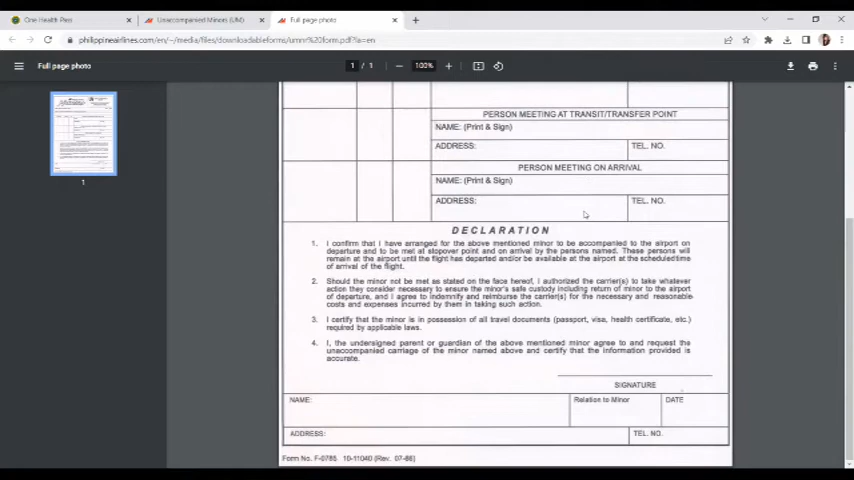 One Health Pass
Unaccompanied Minors (UM)
Full page photo
philippineairlines.com/en/~/media/files/downloadableforms/umnr%20form.pdf?la=en
Full page photo
1 / 1
100%
1
PERSON MEETING AT TRANSIT/TRANSFER POINT
NAME: (Print & Sign)
ADDRESS:
TEL. NO.
PERSON MEETING ON ARRIVAL
NAME: (Print & Sign)
ADDRESS:
TEL. NO.
DECLARATION
1. I confirm that I have arranged for the above mentioned minor to be accompanied to the airport on
departure and to be met at stopover point and on arrival by the persons named. These persons will
remain at the airport until the flight has departed and/or be available at the airport at the scheduled time
of arrival of the flight.
2. Should the minor not be met as stated on the face hereof, I authorized the carrier(s) to take whatever
action they consider necessary to ensure the minor's safe custody including return of minor to the airport
of departure, and I agree to indemnify and reimburse the carrier(s) for the necessary and reasonable
costs and expenses incurred by them in taking such action.
3. I certify that the minor is in possession of all travel documents (passport, visa, health certificate, etc.)
required by applicable laws.
4. I, the undersigned parent or guardian of the above mentioned minor agree to and request the
unaccompanied carriage of the minor named above and certify that the information provided is
accurate.
SIGNATURE
NAME:
Relation to Minor
DATE
ADDRESS:
TEL. NO.
Form No. F-0785 10-11040 (Rev. 07-86)